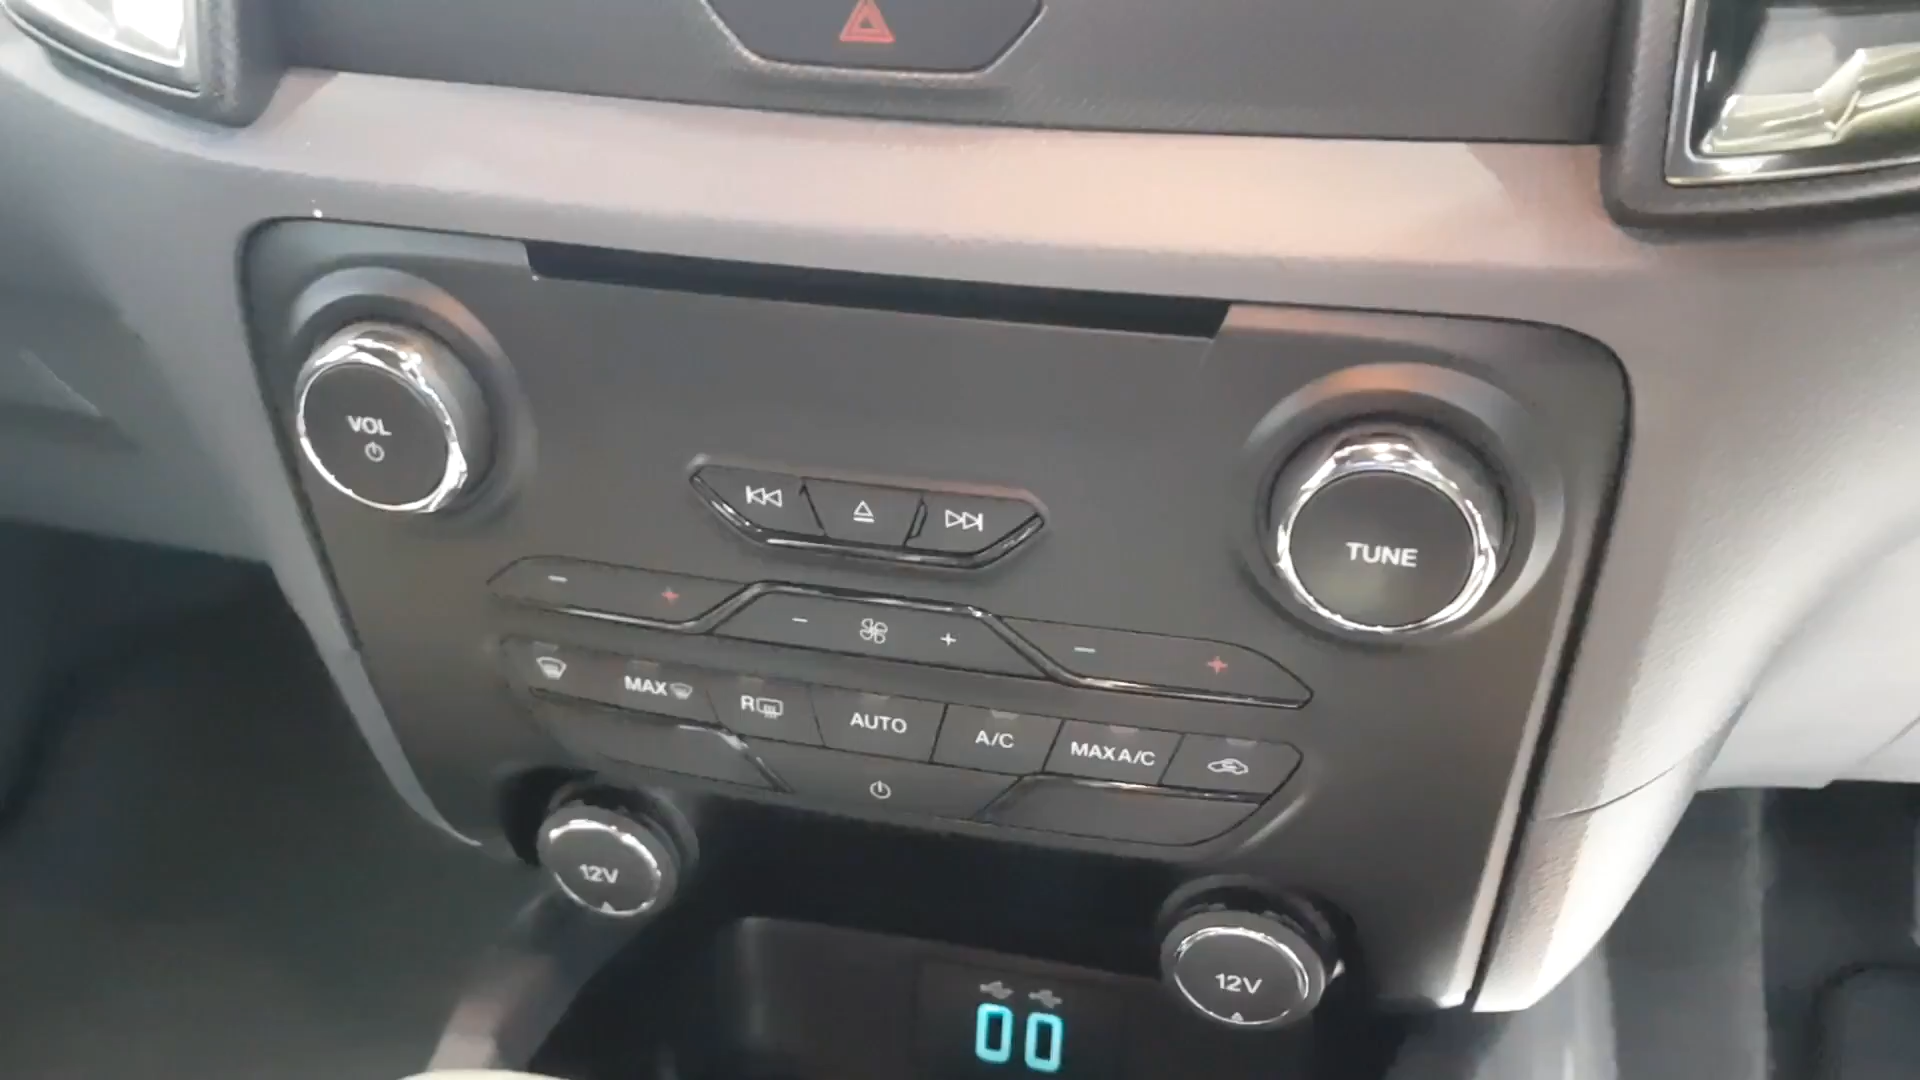 VOL
TUNE
- + - + - +
MAX R AUTO A/C MAX A/C
12V
12V